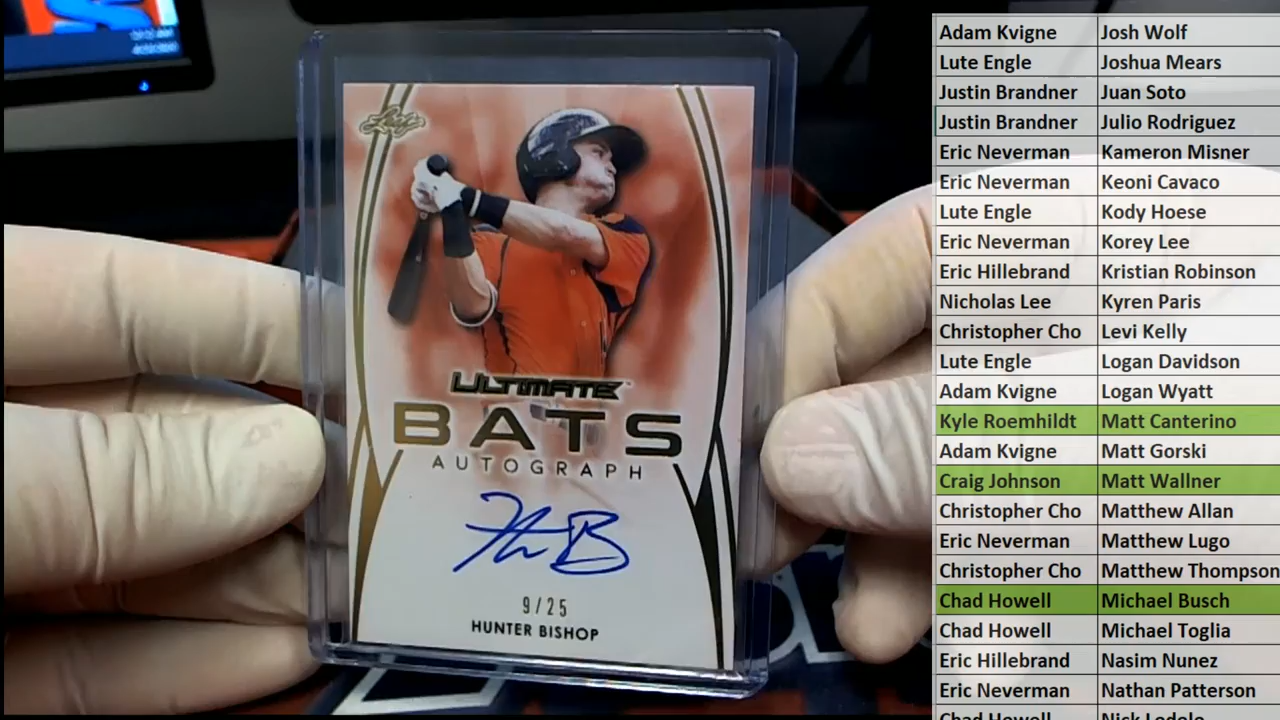 Leaf
ULTIMATE
BATS
AUTOGRAPH
HB
9/25
HUNTER BISHOP
Adam Kvigne Josh Wolf
Lute Engle Joshua Mears
Justin Brandner Juan Soto
Justin Brandner Julio Rodriguez
Eric Neverman Kameron Misner
Eric Neverman Keoni Cavaco
Lute Engle Kody Hoese
Eric Neverman Korey Lee
Eric Hillebrand Kristian Robinson
Nicholas Lee Kyren Paris
Christopher Cho Levi Kelly
Lute Engle Logan Davidson
Adam Kvigne Logan Wyatt
Kyle Roemhildt Matt Canterino
Adam Kvigne Matt Gorski
Craig Johnson Matt Wallner
Christopher Cho Matthew Allan
Eric Neverman Matthew Lugo
Christopher Cho Matthew Thompson
Chad Howell Michael Busch
Chad Howell Michael Toglia
Eric Hillebrand Nasim Nunez
Eric Neverman Nathan Patterson
Chad Howell Nick Lodolo